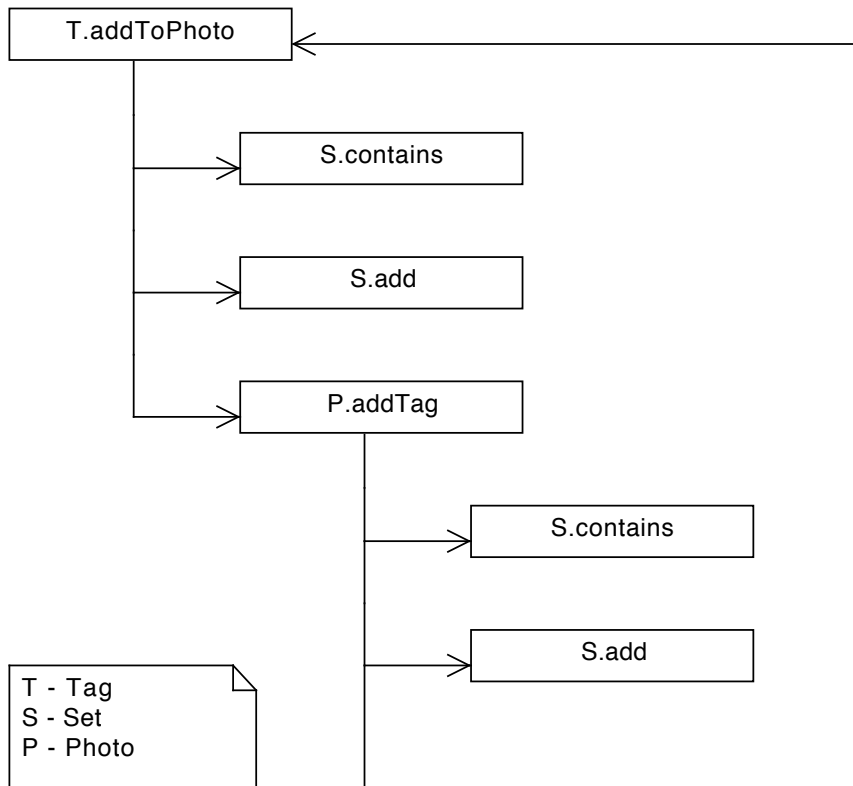 T.addToPhoto
S.contains
S.add
P.addTag
S.contains
S.add
T - Tag
S - Set
P - Photo